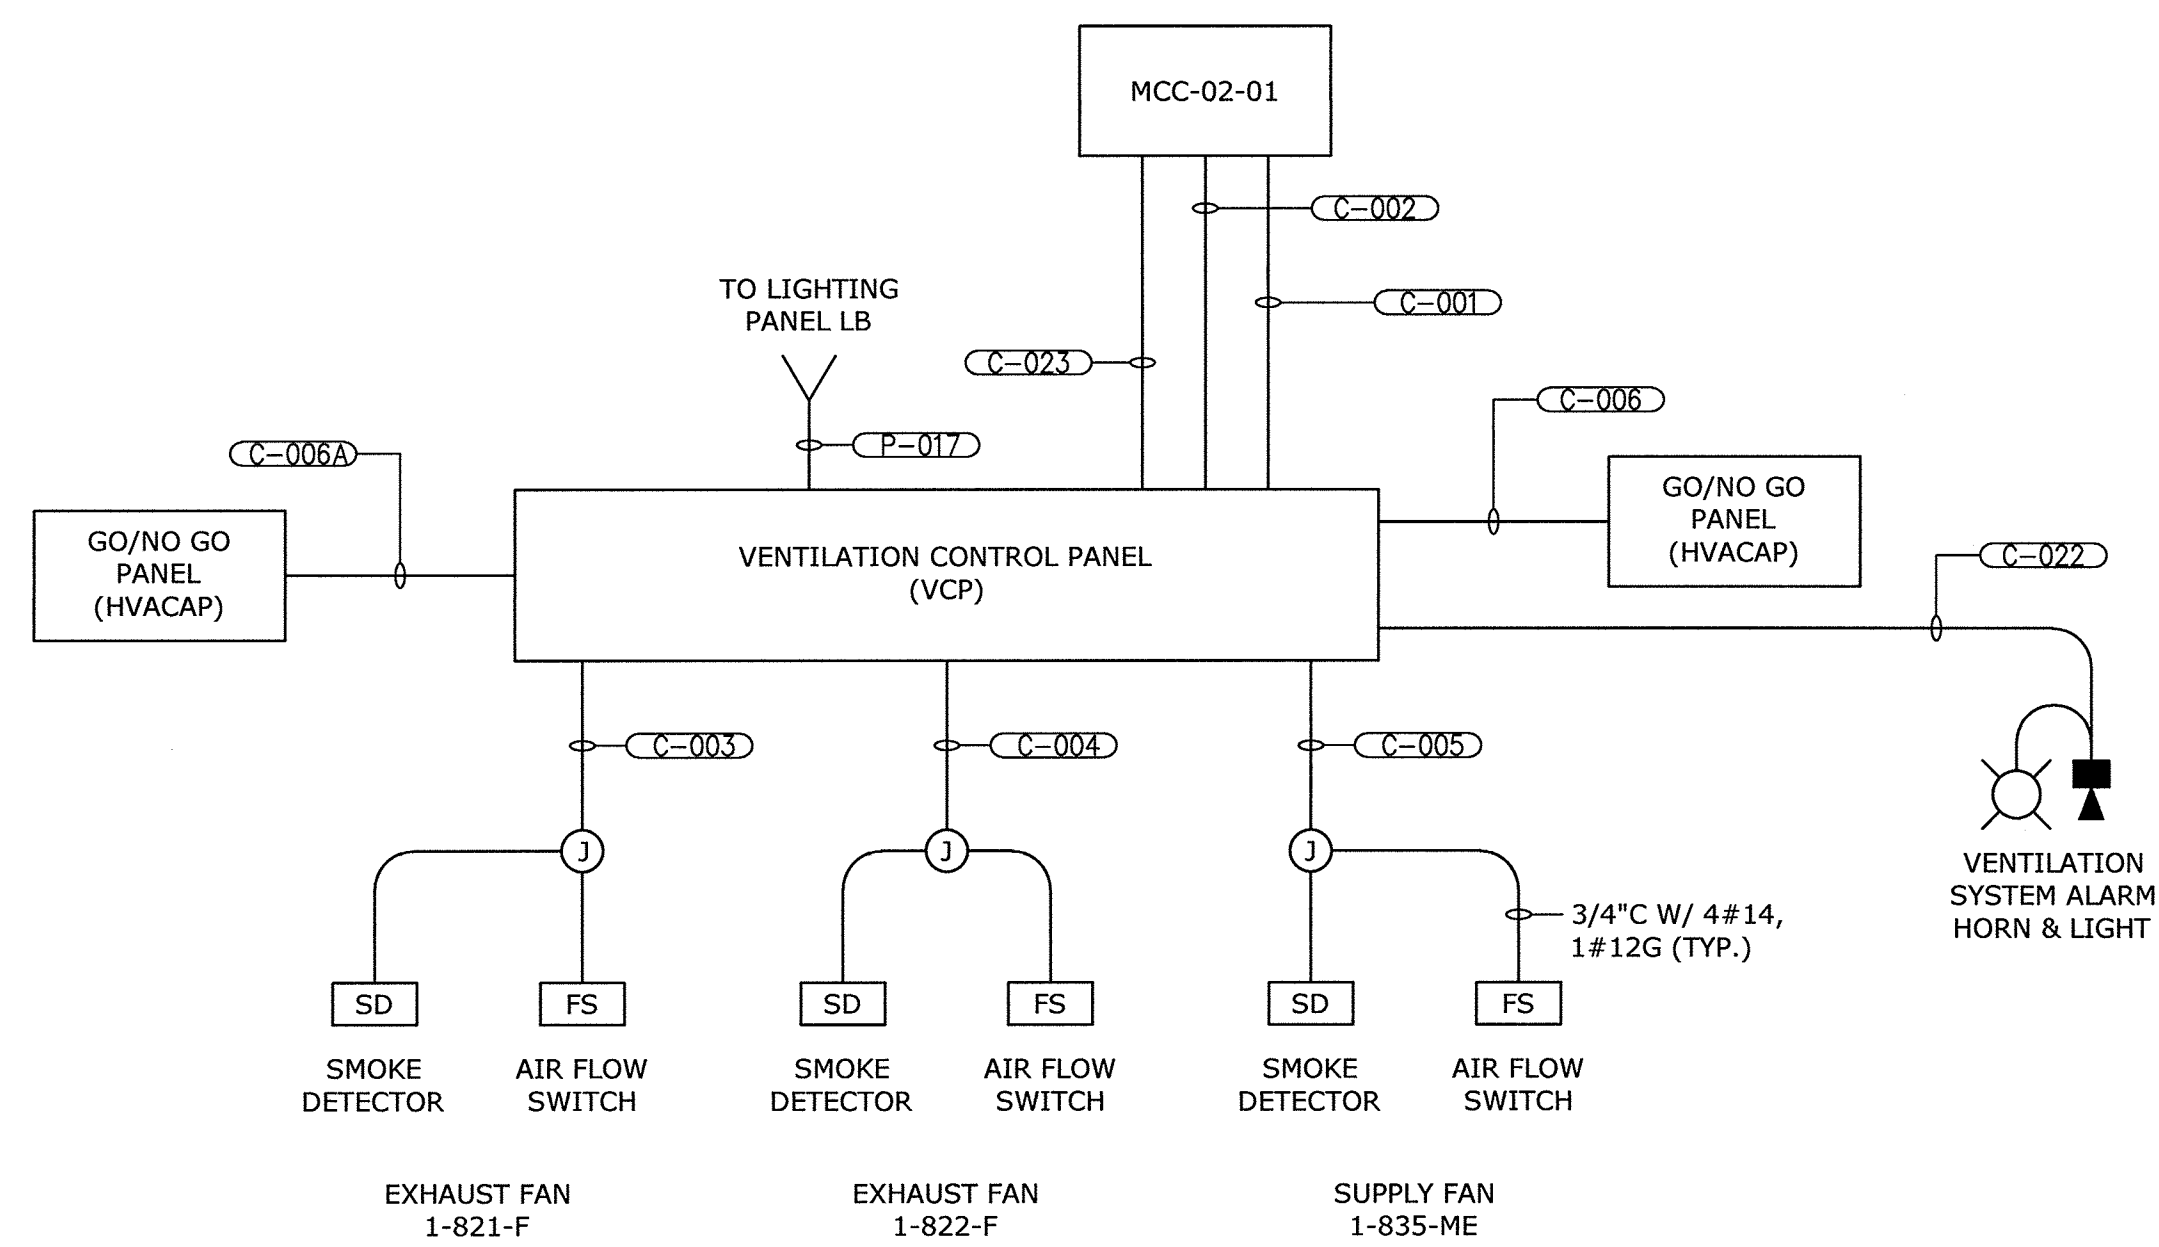 MCC-02-01
C-002
TO LIGHTING
PANEL LB
C-001
C-023
C-006
P-017
C-006A
GO/NO GO
PANEL
(HVACAP)
VENTILATION CONTROL PANEL
(VCP)
GO/NO GO
PANEL
(HVACAP)
C-022
C-003
C-004
C-005
J
J
J
VENTILATION
SYSTEM ALARM
HORN & LIGHT
3/4"C W/ 4#14,
1#12G (TYP.)
SD
FS
SD
FS
SD
FS
SMOKE
DETECTOR
AIR FLOW
SWITCH
SMOKE
DETECTOR
AIR FLOW
SWITCH
SMOKE
DETECTOR
AIR FLOW
SWITCH
EXHAUST FAN
1-821-F
EXHAUST FAN
1-822-F
SUPPLY FAN
1-835-ME